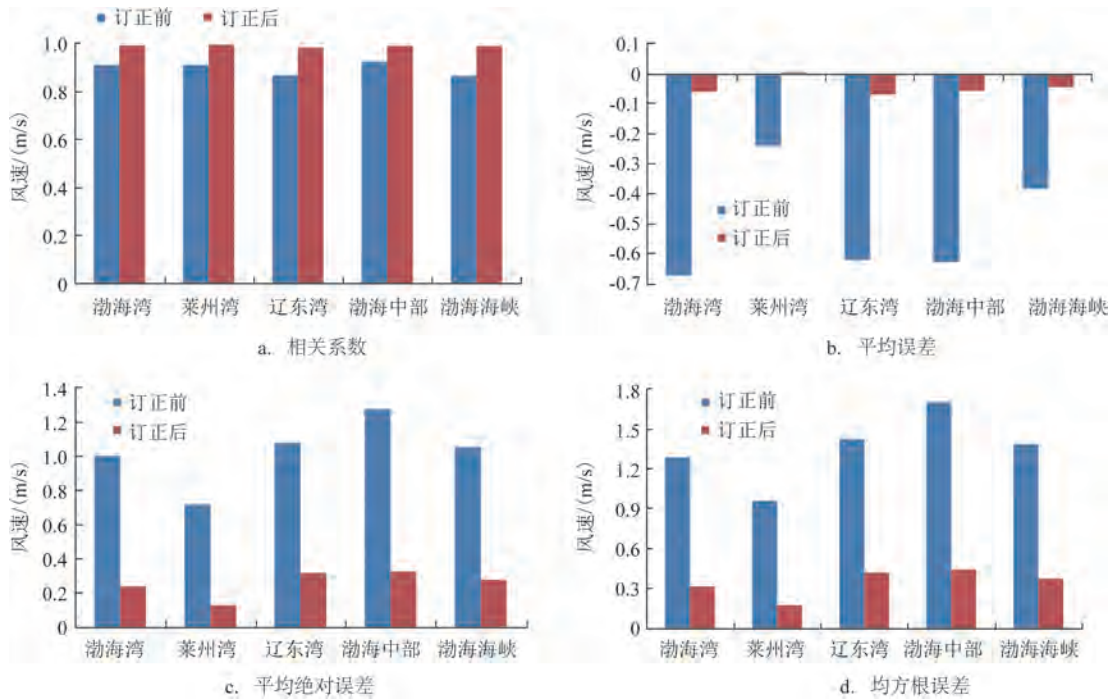 订正前 订正后
风速/(m/s)
1.0
0.8
0.6
0.4
0.2
0
渤海湾 莱州湾 辽东湾 渤海中部 渤海海峡
a. 相关系数
风速/(m/s)
0.1
0
-0.1
-0.2
-0.3
-0.4
-0.5
-0.6
-0.7
订正前
订正后
渤海湾 莱州湾 辽东湾 渤海中部 渤海海峡
b. 平均误差
风速/(m/s)
1.4
1.2
1.0
0.8
0.6
0.4
0.2
0
订正前
订正后
渤海湾 莱州湾 辽东湾 渤海中部 渤海海峡
c. 平均绝对误差
风速/(m/s)
1.8
1.5
1.2
0.9
0.6
0.3
0
订正前
订正后
渤海湾 莱州湾 辽东湾 渤海中部 渤海海峡
d. 均方根误差